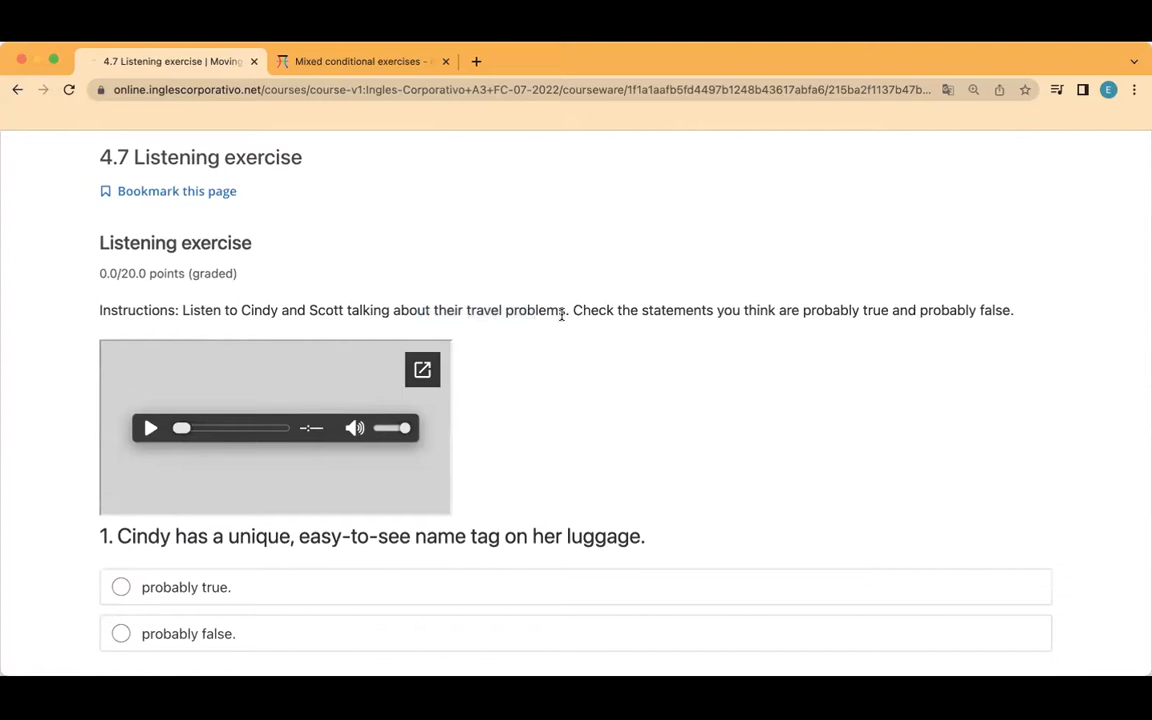 4.7 Listening exercise | Moving
Mixed conditional exercises -
online.inglescorporativo.net/courses/course-v1:Ingles-Corporativo+A3+FC-07-2022/courseware/1f1a1aafb5fd4497b1248b43617abfa6/215ba2f1137b47b...
E
4.7 Listening exercise
Bookmark this page
Listening exercise
0.0/20.0 points (graded)
Instructions: Listen to Cindy and Scott talking about their travel problems. Check the statements you think are probably true and probably false.
-:--
1. Cindy has a unique, easy-to-see name tag on her luggage.
probably true.
probably false.